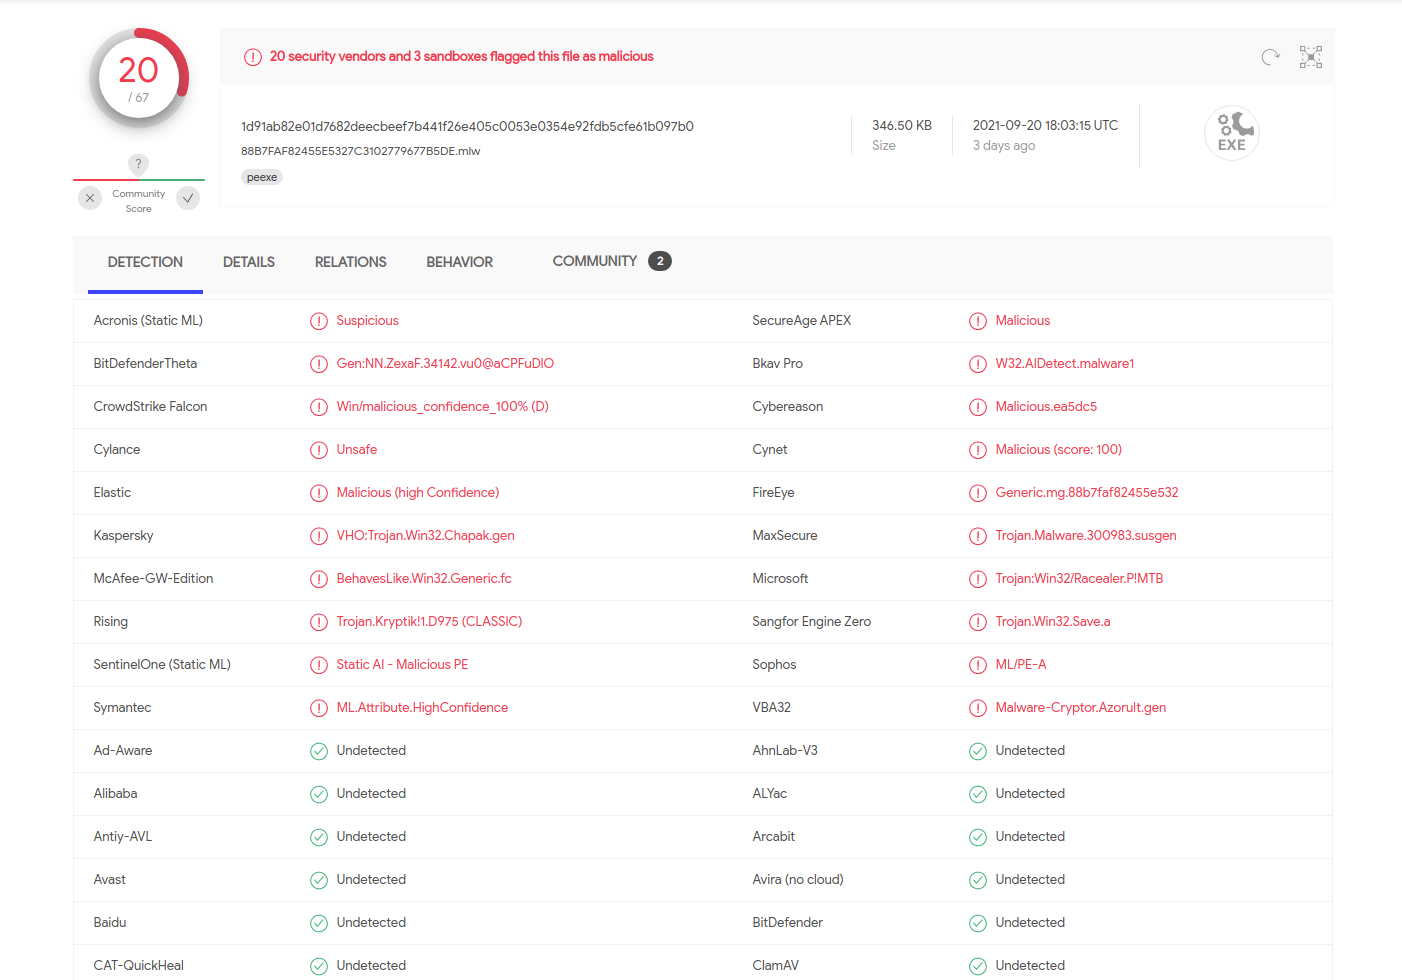 20
/ 67
?
Community
Score
20 security vendors and 3 sandboxes flagged this file as malicious
1d91ab82e01d7682deecbeef7b441f26e405c0053e0354e92fdb5cfe61b097b0
88B7FAF82455E5327C3102779677B5DE.mlw
peexe
346.50 KB
Size
2021-09-20 18:03:15 UTC
3 days ago
EXE
DETECTION DETAILS RELATIONS BEHAVIOR COMMUNITY 2
Acronis (Static ML) Suspicious SecureAge APEX Malicious
BitDefenderTheta Gen:NN.ZexaF.34142.vu0@aCPFuDlO Bkav Pro W32.AIDetect.malware1
CrowdStrike Falcon Win/malicious_confidence_100% (D) Cybereason Malicious.ea5dc5
Cylance Unsafe Cynet Malicious (score: 100)
Elastic Malicious (high Confidence) FireEye Generic.mg.88b7faf82455e532
Kaspersky VHO:Trojan.Win32.Chapak.gen MaxSecure Trojan.Malware.300983.susgen
McAfee-GW-Edition BehavesLike.Win32.Generic.fc Microsoft Trojan:Win32/Racealer.P!MTB
Rising Trojan.Kryptik!1.D975 (CLASSIC) Sangfor Engine Zero Trojan.Win32.Save.a
SentinelOne (Static ML) Static AI - Malicious PE Sophos ML/PE-A
Symantec ML.Attribute.HighConfidence VBA32 Malware-Cryptor.Azorult.gen
Ad-Aware Undetected AhnLab-V3 Undetected
Alibaba Undetected ALYac Undetected
Antiy-AVL Undetected Arcabit Undetected
Avast Undetected Avira (no cloud) Undetected
Baidu Undetected BitDefender Undetected
CAT-QuickHeal Undetected ClamAV Undetected